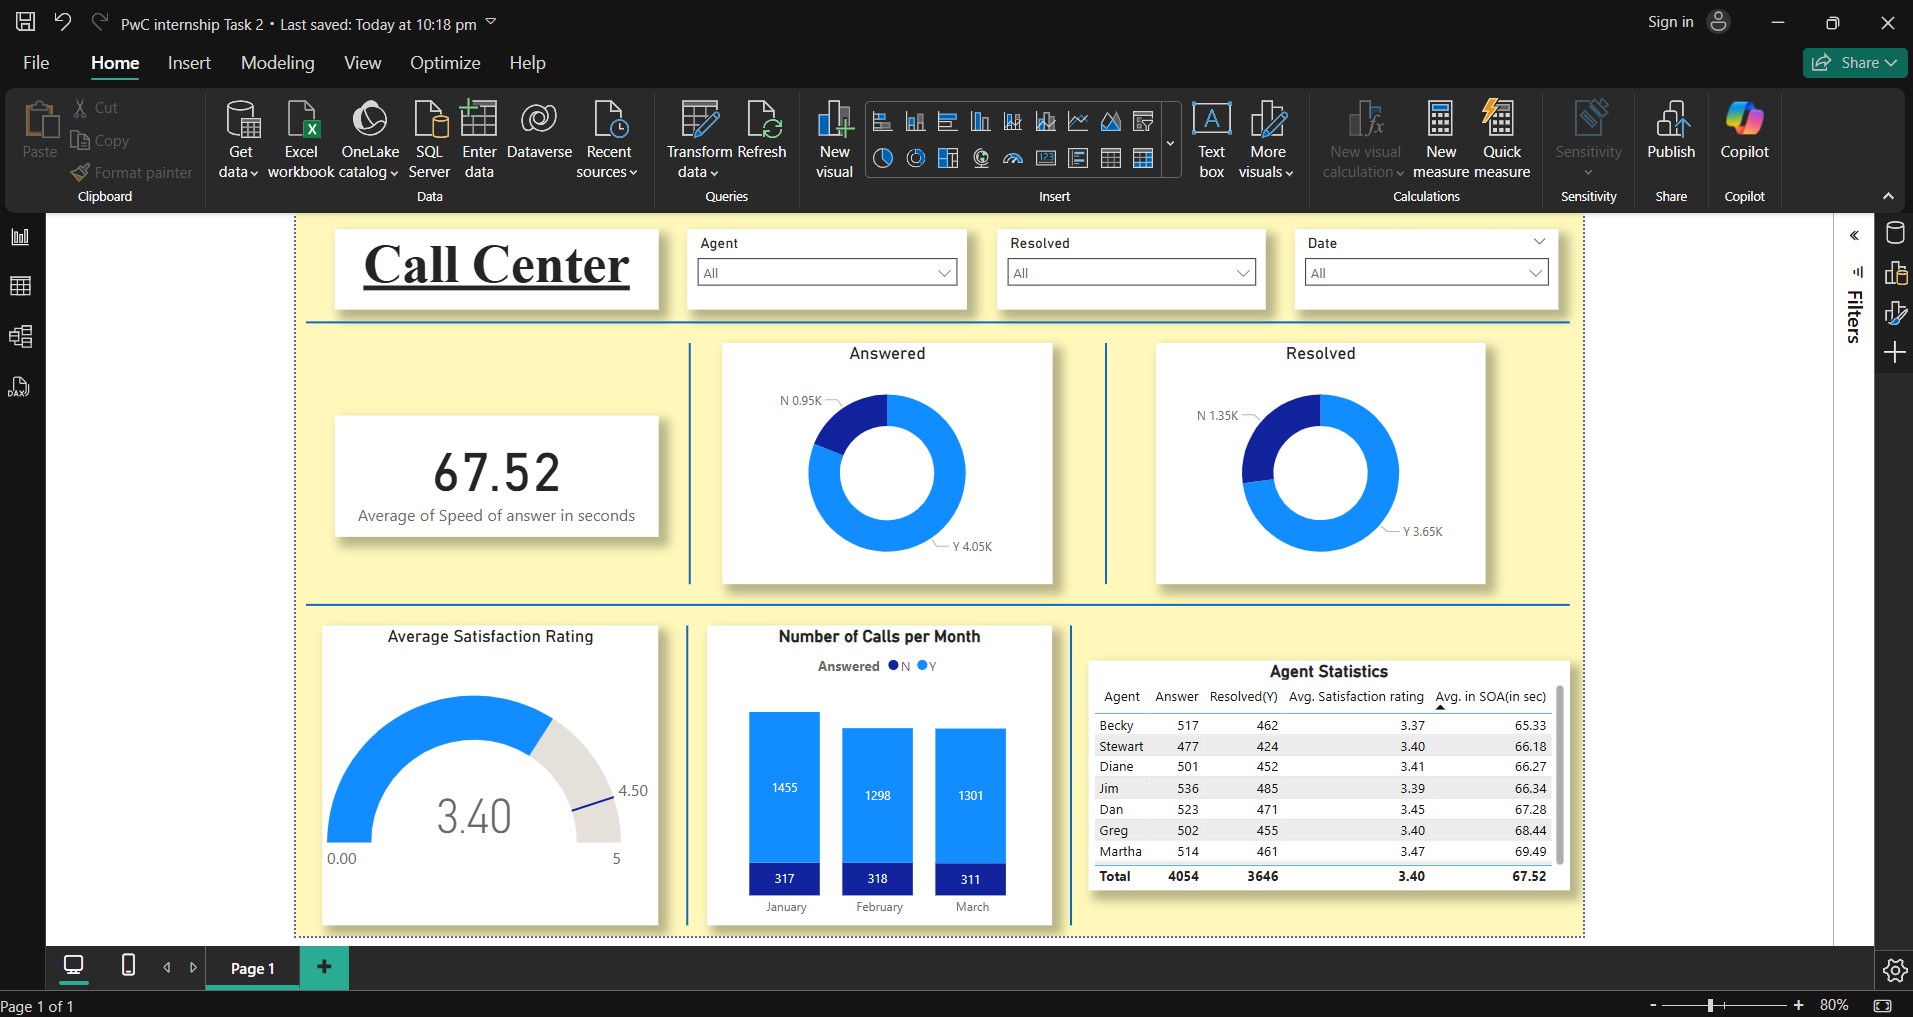 PwC internship Task 2 • Last saved: Today at 10:18 pm
Sign in
File Home Insert Modeling View Optimize Help
Share
Paste
Cut
Copy
Format painter
Clipboard
Get data
Excel workbook
OneLake catalog
SQL Server
Enter data
Dataverse
Recent sources
Data
Transform data
Refresh
Queries
New visual
Text box
More visuals
Insert
New visual calculation
New measure
Quick measure
Calculations
Sensitivity
Sensitivity
Publish
Share
Copilot
Copilot
DAX
Call Center
Agent
All
Resolved
All
Date
All
Filters
67.52
Average of Speed of answer in seconds
Answered
N 0.95K
Y 4.05K
Resolved
N 1.35K
Y 3.65K
Average Satisfaction Rating
4.50
3.40
0.00
5
Number of Calls per Month
Answered N Y
1455 1298 1301
317 318 311
January February March
Agent Statistics
Agent Answer Resolved(Y) Avg. Satisfaction rating Avg. in SOA(in sec)
Becky 517 462 3.37 65.33
Stewart 477 424 3.40 66.18
Diane 501 452 3.41 66.27
Jim 536 485 3.39 66.34
Dan 523 471 3.45 67.28
Greg 502 455 3.40 68.44
Martha 514 461 3.47 69.49
Total 4054 3646 3.40 67.52
Page 1
Page 1 of 1
- + 80%